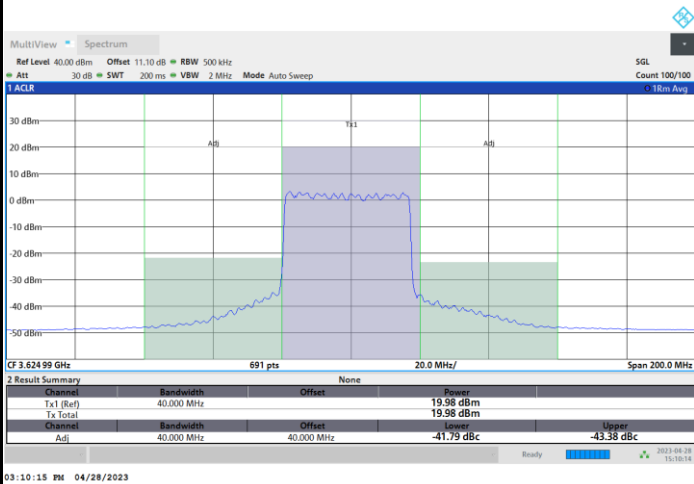 MultiView Spectrum
Ref Level 40.00 dBm Offset 11.10 dB RBW 500 kHz SGL
Att 30 dB SWT 200 ms VBW 2 MHz Mode Auto Sweep Count 100/100
1 ACLR 1Rm Avg
30 dBm
Tx1
20 dBm
Adj Adj
10 dBm
0 dBm
-10 dBm
-20 dBm
-30 dBm
-40 dBm
-50 dBm
CF 3.624 99 GHz 691 pts 20.0 MHz/ Span 200.0 MHz
2 Result Summary None
Channel Bandwidth Offset Power
Tx1 (Ref) 40.000 MHz 19.98 dBm
Tx Total 19.98 dBm
Channel Bandwidth Offset Lower Upper
Adj 40.000 MHz 40.000 MHz -41.79 dBc -43.38 dBc
Ready 2023-04-28
15:10:14
03:10:15 PM 04/28/2023